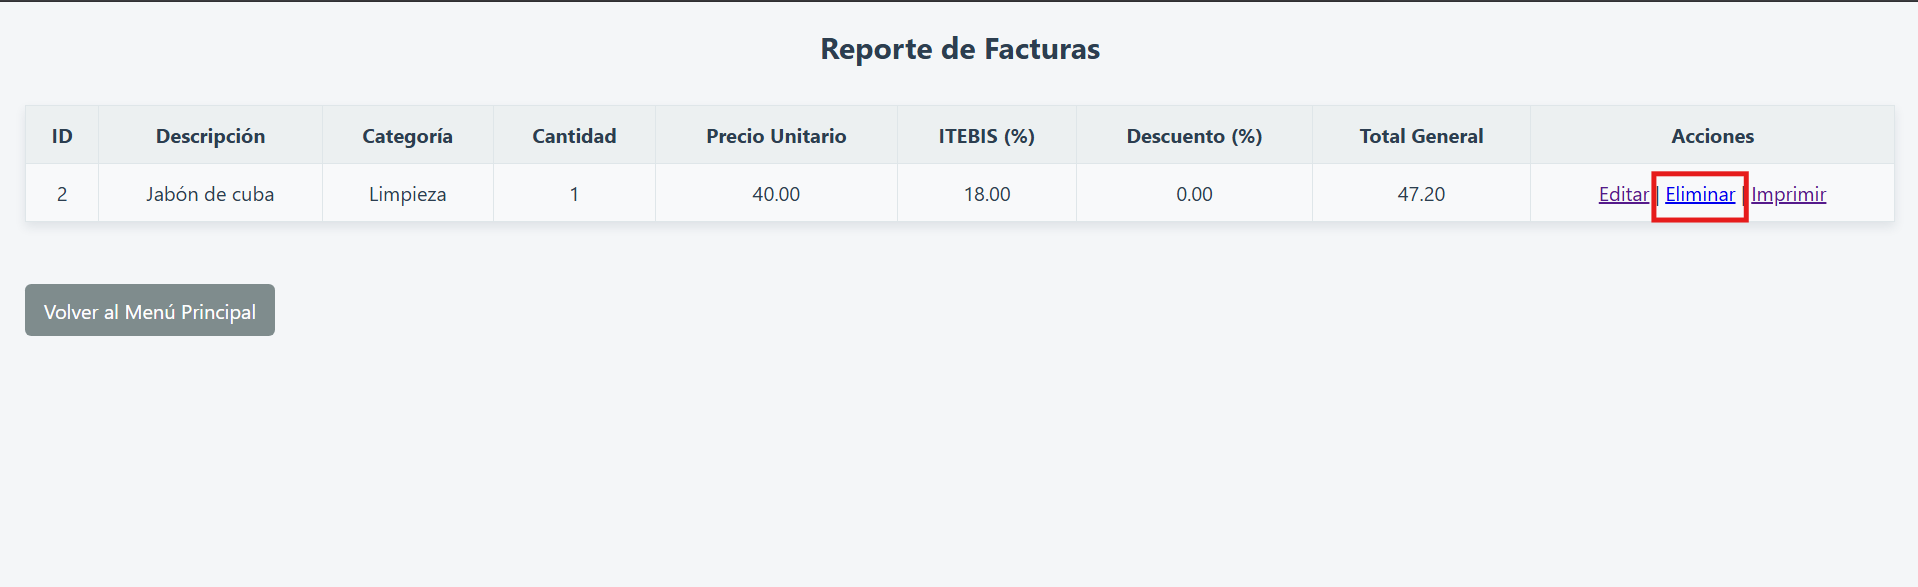 Reporte de Facturas
ID Descripción Categoría Cantidad Precio Unitario ITEBIS (%) Descuento (%) Total General Acciones
2 Jabón de cuba Limpieza 1 40.00 18.00 0.00 47.20 Editar | Eliminar | Imprimir
Volver al Menú Principal